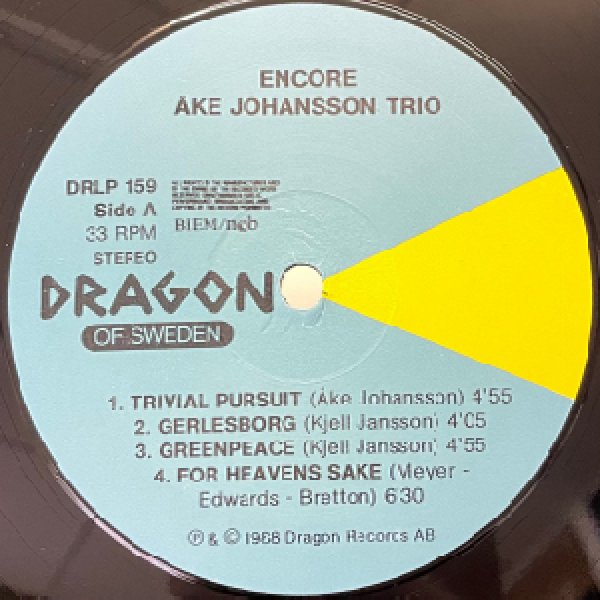 ENCORE
ÅKE JOHANSSON TRIO
DRLP 159
Side A
33 RPM
STEREO
BIEM/ncb
DRAGON
OF SWEDEN
1. TRIVIAL PURSUIT (Åke Johansson) 4'55
2. GERLESBORG (Kjell Jansson) 4'05
3. GREENPEACE (Kjell Jansson) 4'55
4. FOR HEAVENS SAKE (Meyer -
Edwards - Bretton) 6'30
℗ & © 1988 Dragon Records AB